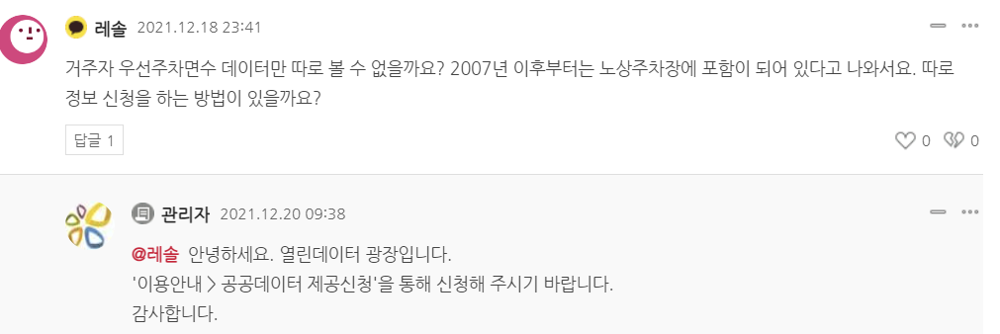 레솔 2021.12.18 23:41
거주자 우선주차면수 데이터만 따로 볼 수 없을까요? 2007년 이후부터는 노상주차장에 포함이 되어 있다고 나와서요. 따로
정보 신청을 하는 방법이 있을까요?
답글 1
0 0
관리자 2021.12.20 09:38
@레솔 안녕하세요. 열린데이터 광장입니다.
'이용안내 > 공공데이터 제공신청'을 통해 신청해 주시기 바랍니다.
감사합니다.